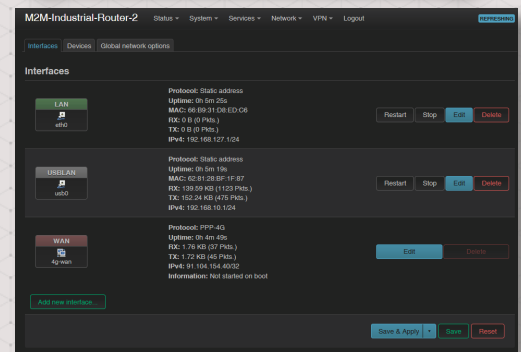 M2M-Industrial-Router-2 Status System Services Network VPN Logout REFRESHING
Interfaces Devices Global network options
Interfaces
LAN
eth0
Protocol: Static address
Uptime: 0h 5m 25s
MAC: 66:B9:31:D8:ED:C6
RX: 0 B (0 Pkts.)
TX: 0 B (0 Pkts.)
IPv4: 192.168.127.1/24
Restart Stop Edit Delete
USBLAN
usb0
Protocol: Static address
Uptime: 0h 5m 19s
MAC: 62:81:28:BF:1F:87
RX: 139.59 KB (1123 Pkts.)
TX: 152.24 KB (475 Pkts.)
IPv4: 192.168.10.1/24
Restart Stop Edit Delete
WAN
4g-wan
Protocol: PPP-4G
Uptime: 0h 4m 49s
RX: 1.76 KB (37 Pkts.)
TX: 1.72 KB (45 Pkts.)
IPv4: 91.104.154.40/32
Information: Not started on boot
Edit Delete
Add new interface...
Save & Apply Save Reset